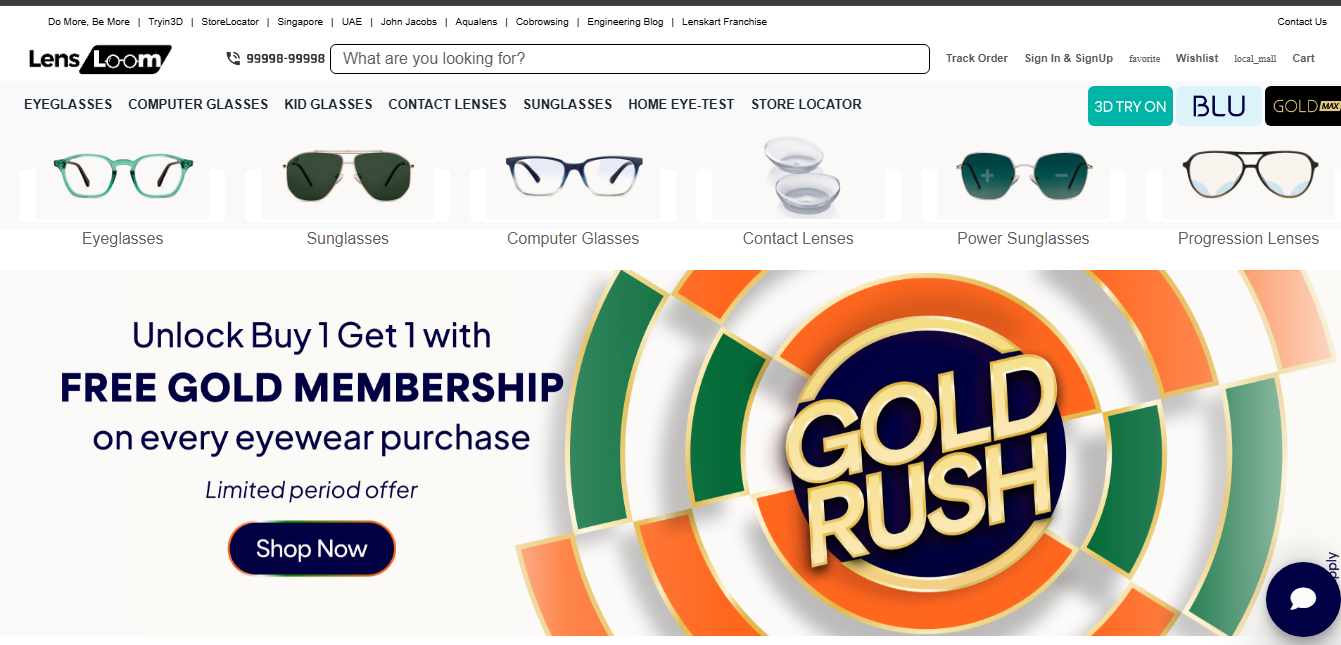 Do More, Be More | Tryin3D | StoreLocator | Singapore | UAE | John Jacobs | Aqualens | Cobrowsing | Engineering Blog | Lenskart Franchise Contact Us
Lens Loom 99998-99998 What are you looking for? Track Order Sign In & SignUp favorite Wishlist local_mall Cart
EYEGLASSES COMPUTER GLASSES KID GLASSES CONTACT LENSES SUNGLASSES HOME EYE-TEST STORE LOCATOR 3D TRY ON BLU GOLD MAX
Eyeglasses Sunglasses Computer Glasses Contact Lenses Power Sunglasses Progression Lenses
Unlock Buy 1 Get 1 with
FREE GOLD MEMBERSHIP
on every eyewear purchase
Limited period offer
Shop Now
GOLD
RUSH